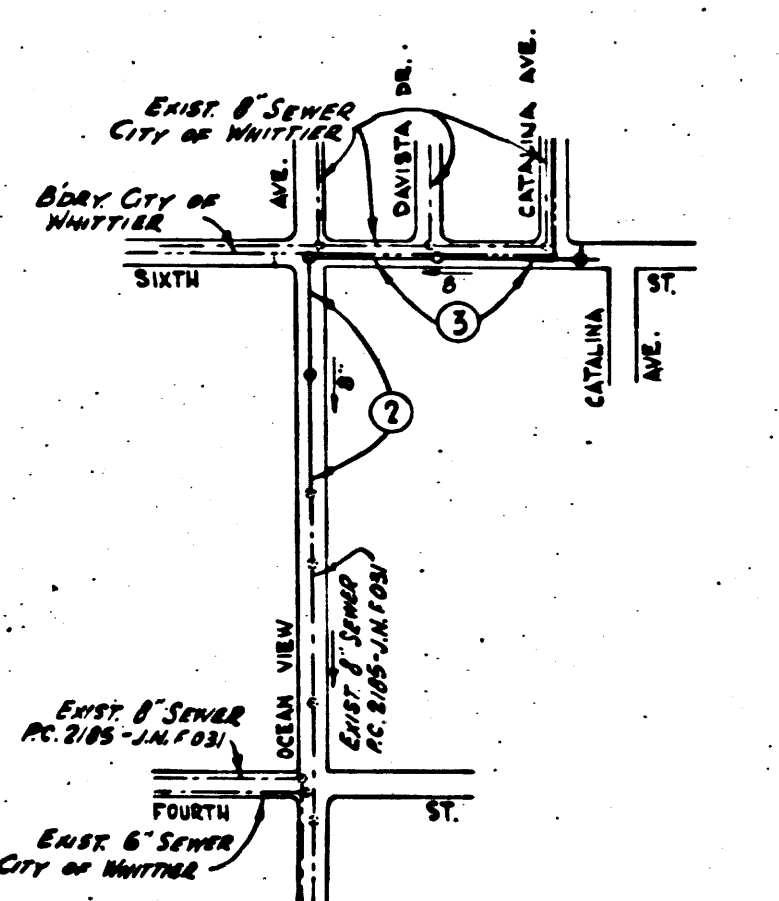 EXIST. 8" SEWER
CITY OF WHITTIER
DAVISTA DR.
CATALINA AVE.
AVE.
B'DRY. CITY OF
WHITTIER
SIXTH
ST.
8
3
CATALINA
AVE.
8"
2
OCEAN VIEW
EXIST. 8" SEWER
P.C. 2185-J.N.F031
EXIST. 8" SEWER
P.C. 2185-J.N.F031
FOURTH
ST.
EXIST. 6" SEWER
CITY OF WHITTIER